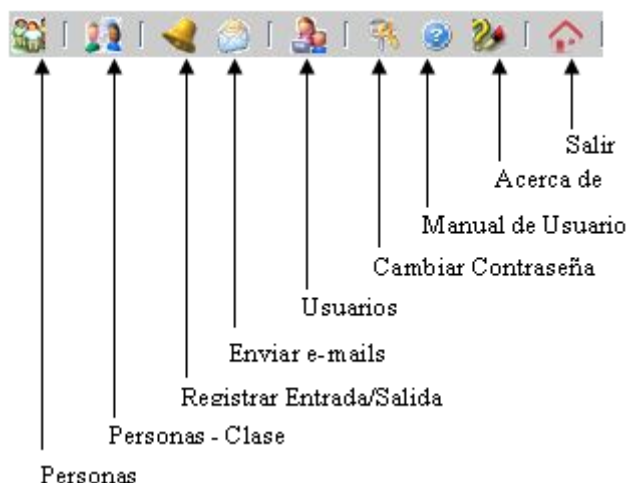 Salir
Acerca de
Manual de Usuario
Cambiar Contraseña
Usuarios
Enviar e-mails
Registrar Entrada/Salida
Personas - Clase
Personas